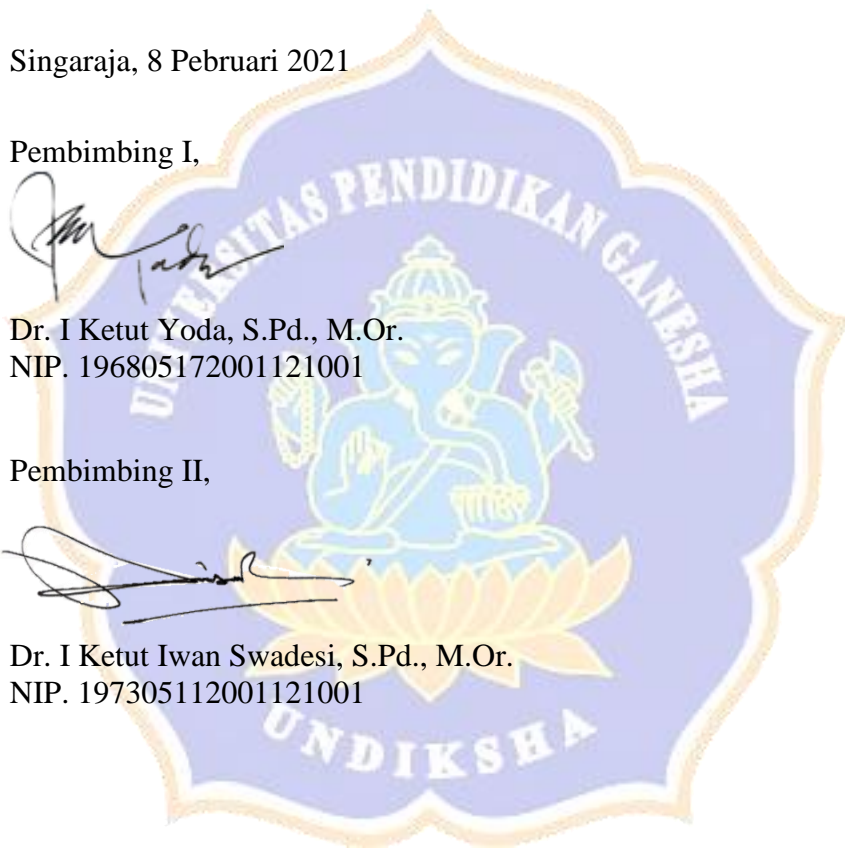 Singaraja, 8 Pebruari 2021
Pembimbing I,
UNIVERSITAS PENDIDIKAN GANESHA
Dr. I Ketut Yoda, S.Pd., M.Or.
NIP. 196805172001121001
Pembimbing II,
Dr. I Ketut Iwan Swadesi, S.Pd., M.Or.
NIP. 197305112001121001
UNDIKSHA